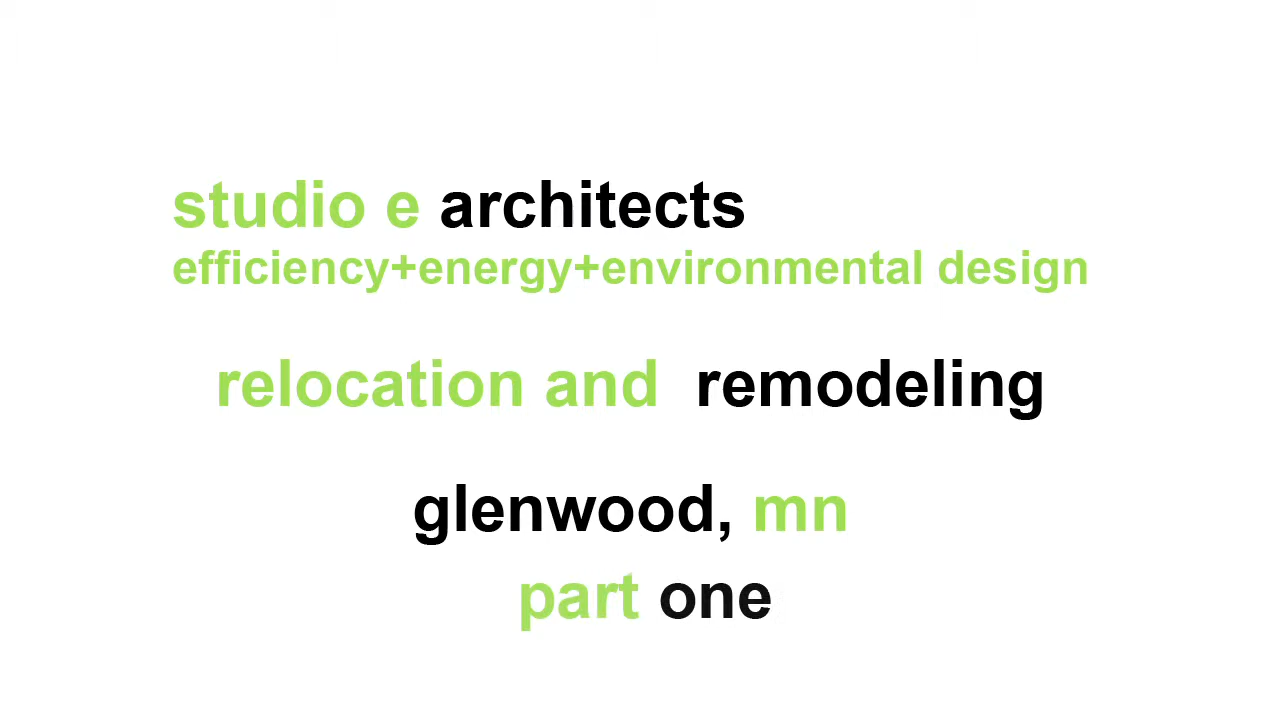 studio e architects
efficiency+energy+environmental design
relocation and remodeling
glenwood, mn
part one